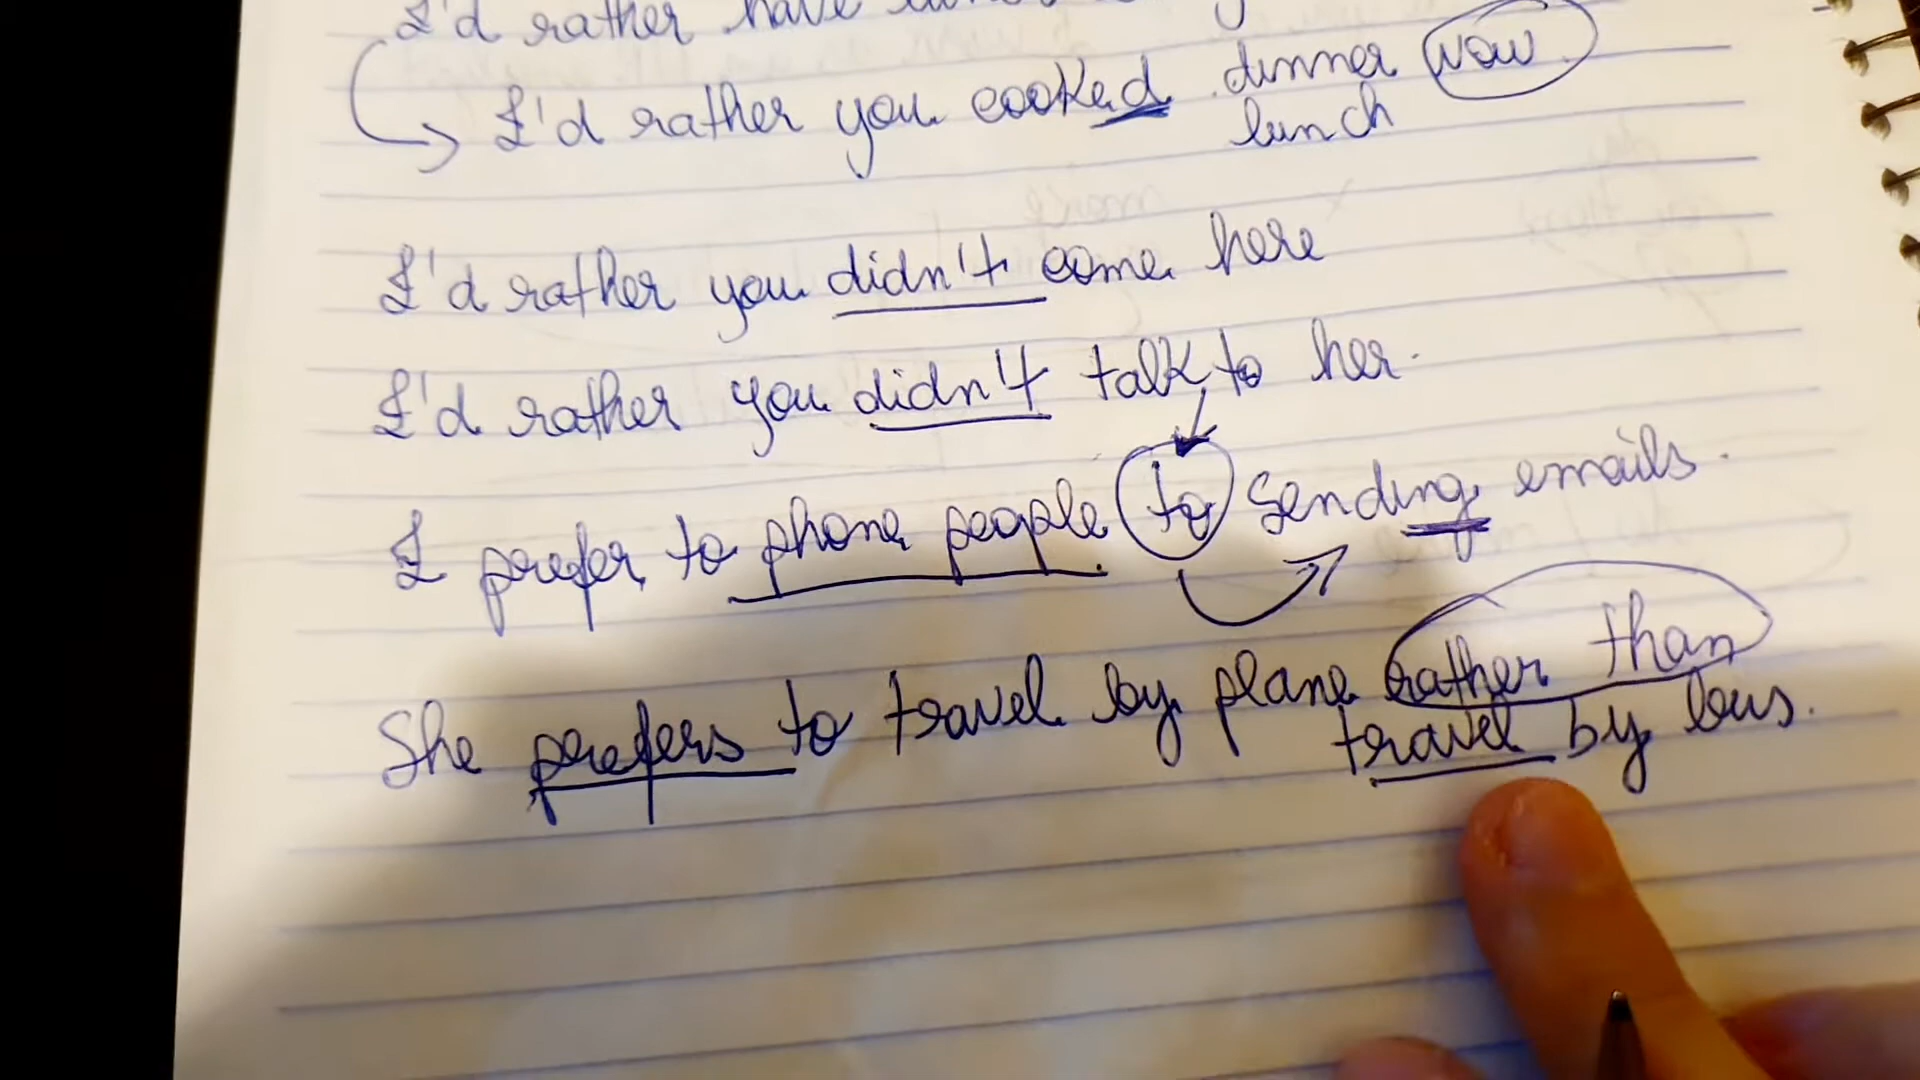 I'd rather have
I'd rather you cooked dinner now
lunch
I'd rather you didn't come here
I'd rather you didn't talk to her.
I prefer to phone people to sending emails.
She prefers to travel by plane rather than
travel by bus.